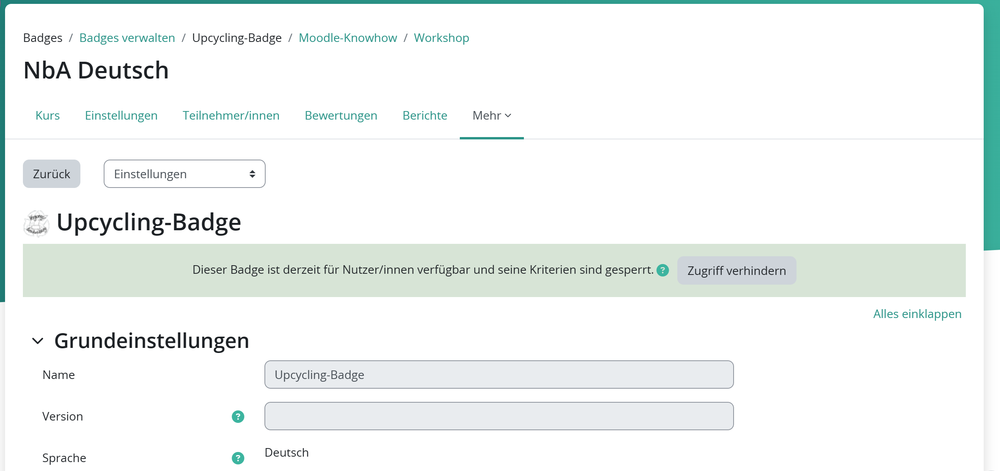 Badges / Badges verwalten / Upcycling-Badge / Moodle-Knowhow / Workshop
NbA Deutsch
Kurs Einstellungen Teilnehmer/innen Bewertungen Berichte Mehr
Zurück Einstellungen
Upcycling-Badge
Dieser Badge ist derzeit für Nutzer/innen verfügbar und seine Kriterien sind gesperrt. ? Zugriff verhindern
Alles einklappen
Grundeinstellungen
Name Upcycling-Badge
Version ?
Sprache ? Deutsch